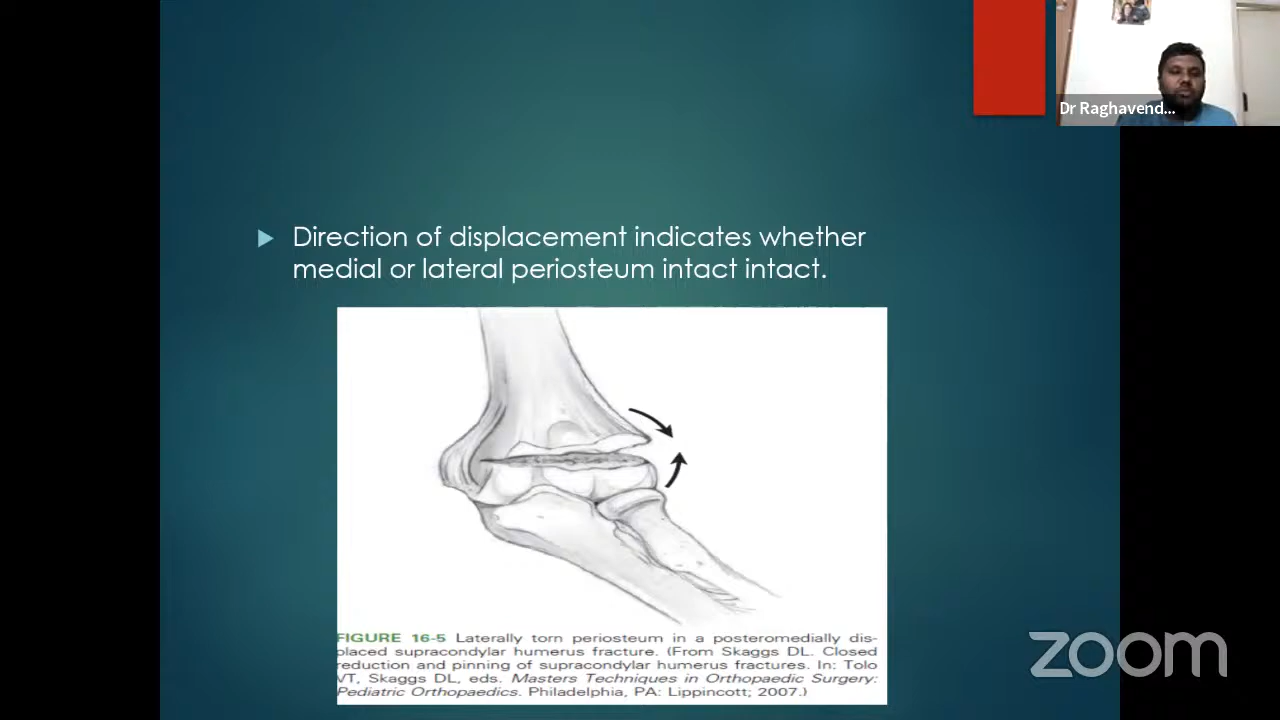 Dr Raghavend...
Direction of displacement indicates whether
medial or lateral periosteum intact intact.
FIGURE 16-5 Laterally torn periosteum in a posteromedially dis-
placed supracondylar humerus fracture. (From Skaggs DL. Closed
reduction and pinning of supracondylar humerus fractures. In: Tolo
VT, Skaggs DL, eds. Masters Techniques in Orthopaedic Surgery:
Pediatric Orthopaedics. Philadelphia, PA: Lippincott; 2007.)
zoom